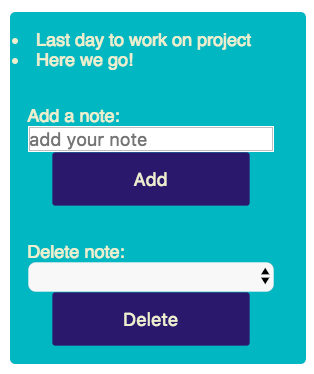 Last day to work on project
Here we go!
Add a note:
add your note
Add
Delete note:
Delete